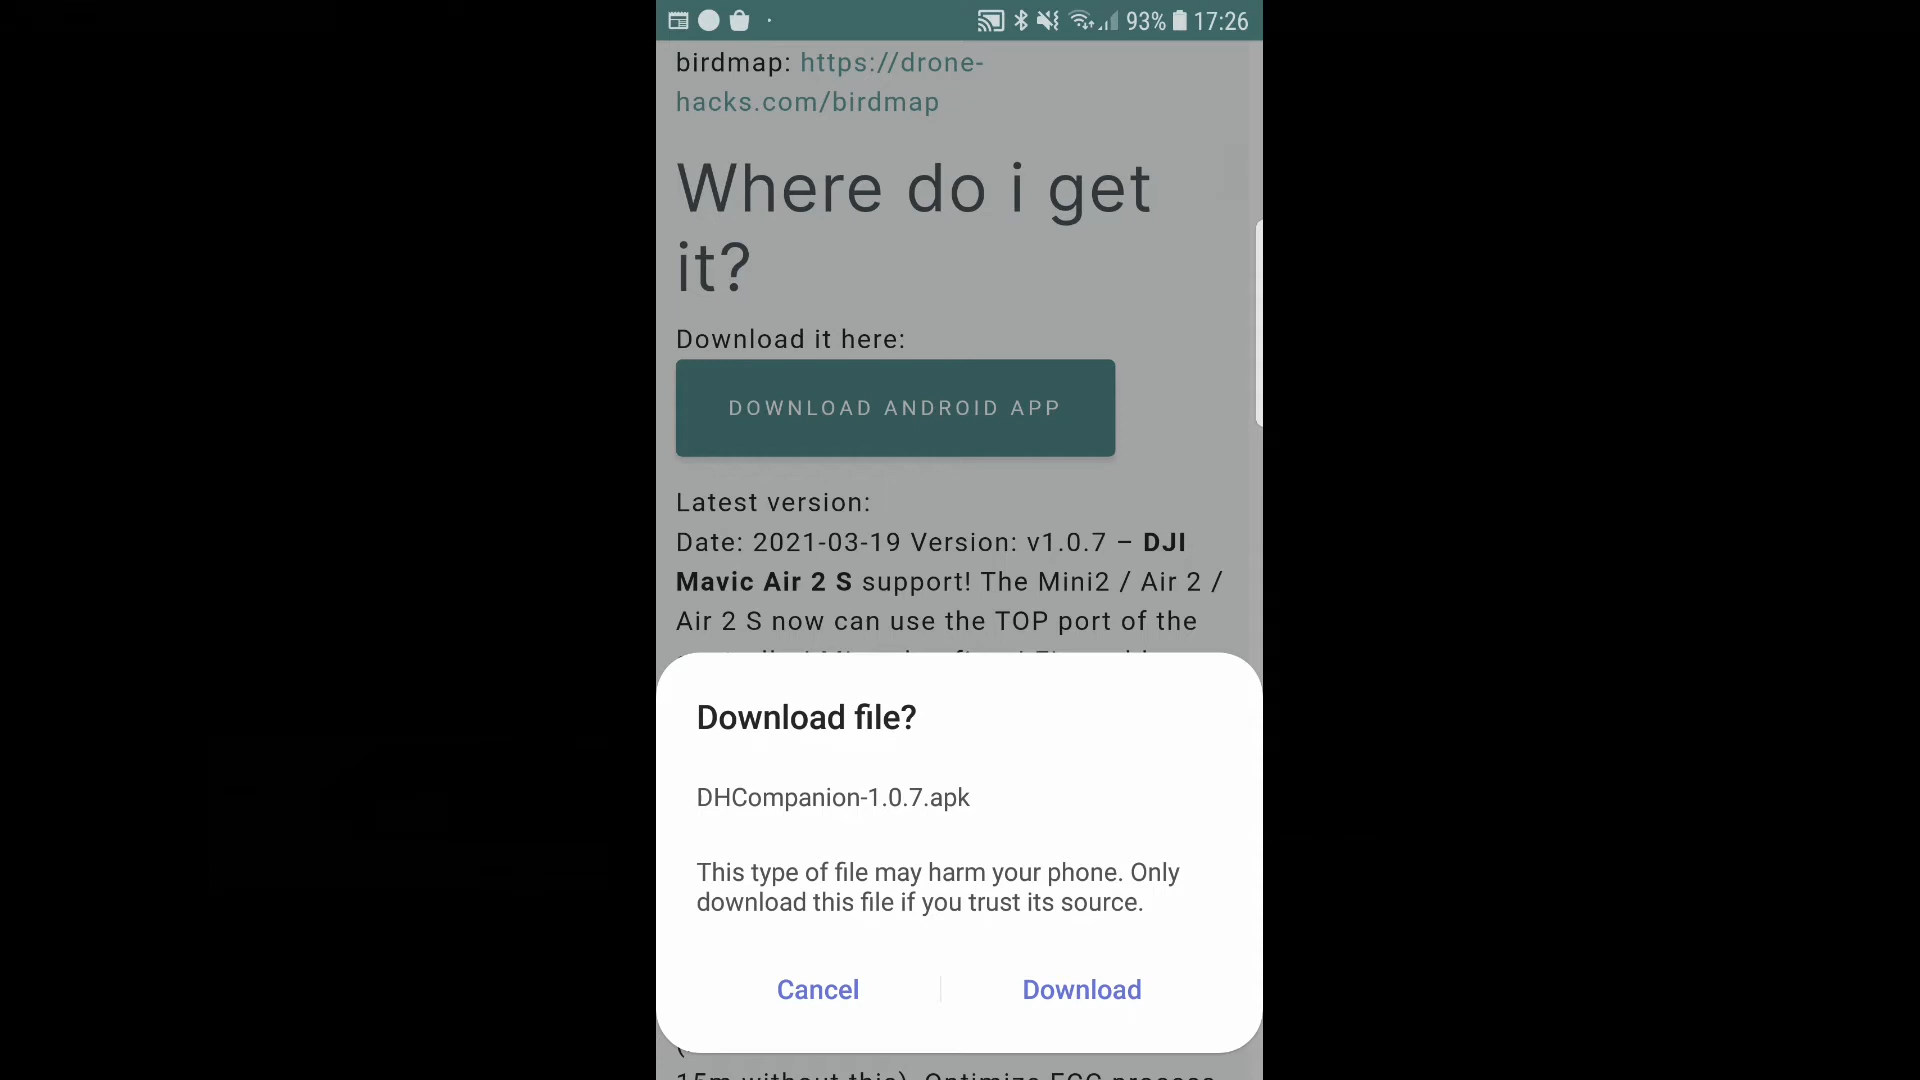 93% 17:26
birdmap: https://drone-
hacks.com/birdmap
Where do i get
it?
Download it here:
DOWNLOAD ANDROID APP
Latest version:
Date: 2021-03-19 Version: v1.0.7 – DJI
Mavic Air 2 S support! The Mini2 / Air 2 /
Air 2 S now can use the TOP port of the
Download file?
DHCompanion-1.0.7.apk
This type of file may harm your phone. Only
download this file if you trust its source.
Cancel Download